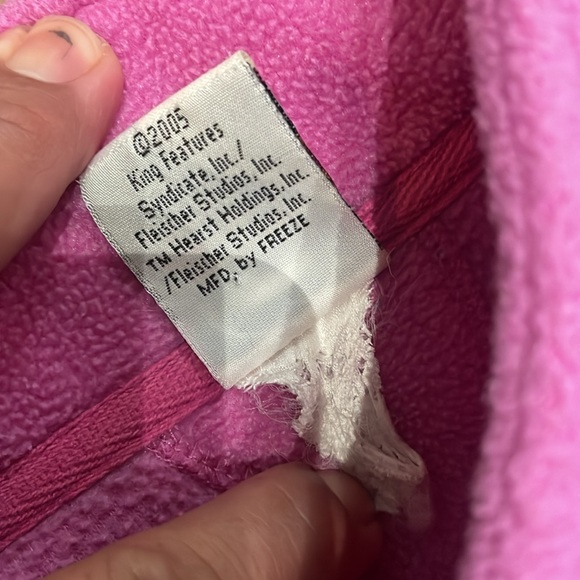 ©2005
King Features
Syndicate, Inc./
Fleischer Studios, Inc.
TM Hearst Holdings, Inc.
/Fleischer Studios, Inc.
MFD. by FREEZE